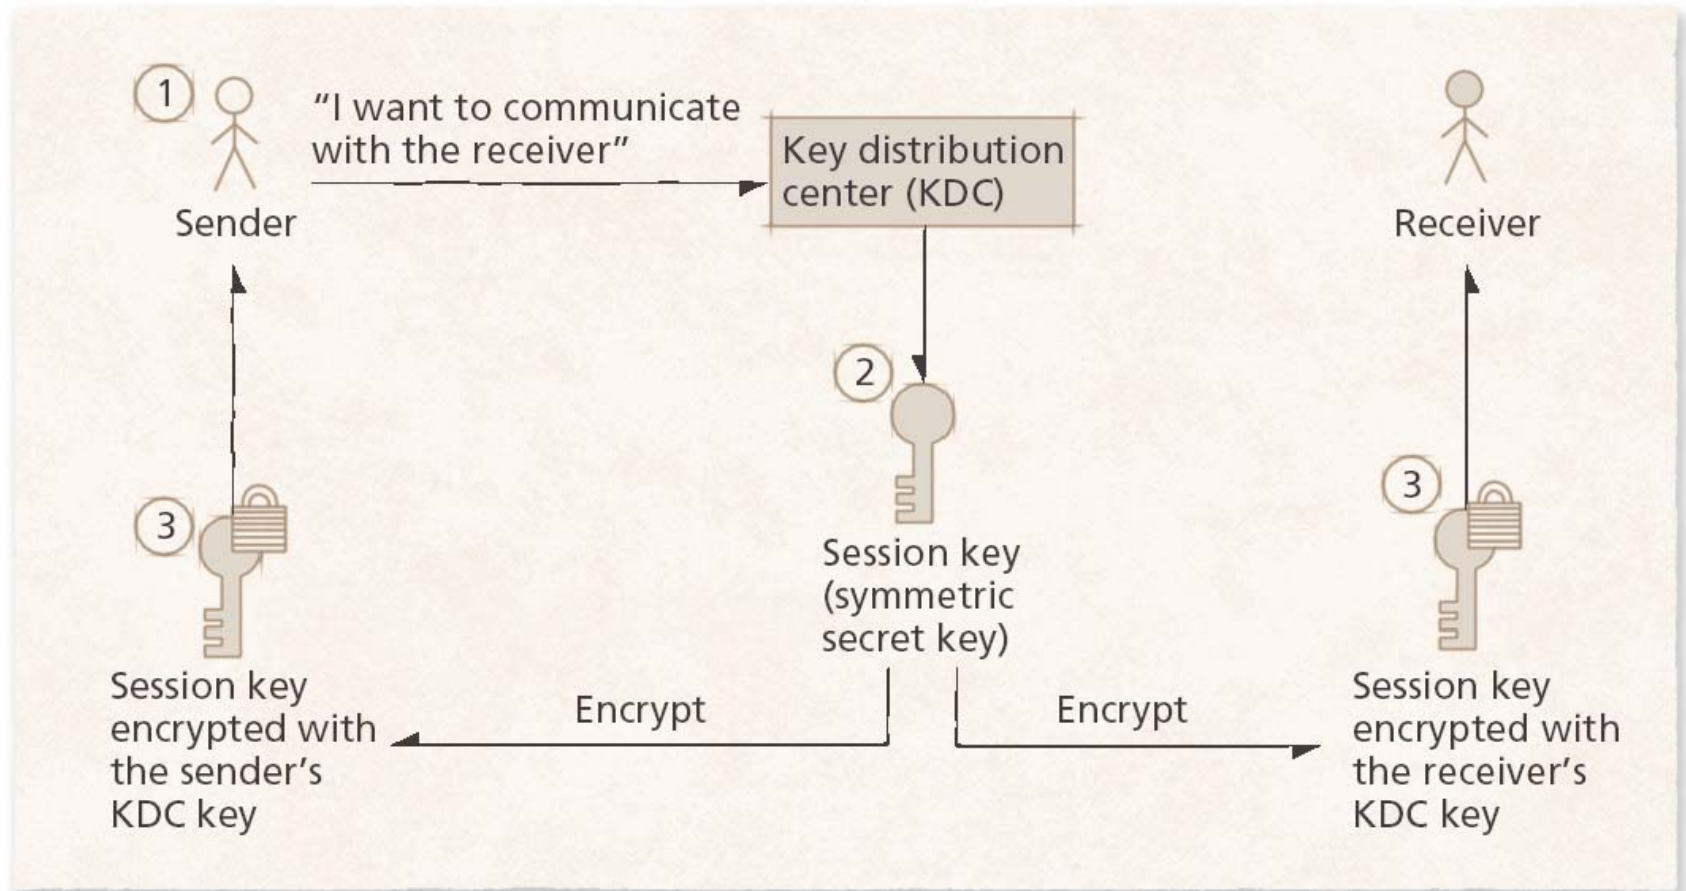 1
“I want to communicate
with the receiver”
Key distribution
center (KDC)
Sender
Receiver
2
3
3
Session key
(symmetric
secret key)
Session key
encrypted with
the sender’s
KDC key
Encrypt
Encrypt
Session key
encrypted with
the receiver’s
KDC key